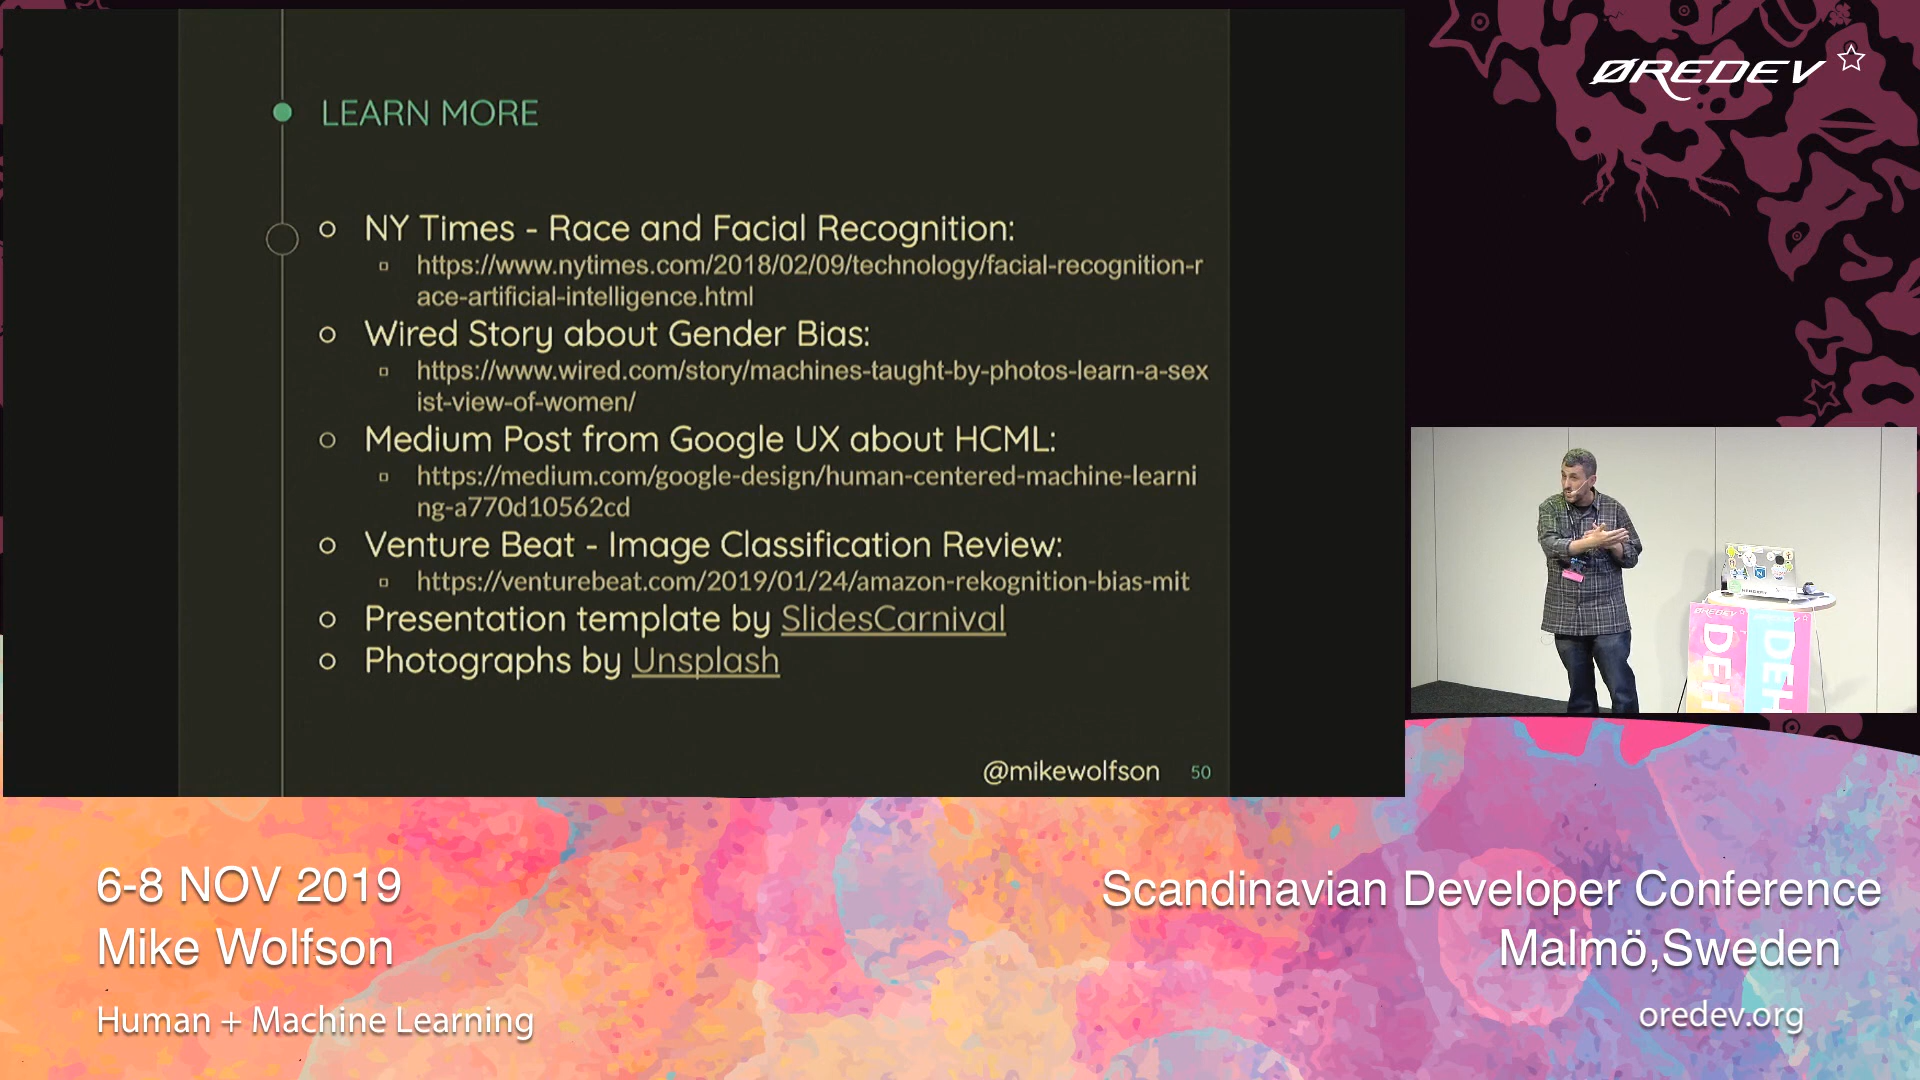 ØREDEV
LEARN MORE
NY Times - Race and Facial Recognition:
https://www.nytimes.com/2018/02/09/technology/facial-recognition-r
ace-artificial-intelligence.html
Wired Story about Gender Bias:
https://www.wired.com/story/machines-taught-by-photos-learn-a-sex
ist-view-of-women/
Medium Post from Google UX about HCML:
https://medium.com/google-design/human-centered-machine-learni
ng-a770d10562cd
Venture Beat - Image Classification Review:
https://venturebeat.com/2019/01/24/amazon-rekognition-bias-mit
Presentation template by SlidesCarnival
Photographs by Unsplash
@mikewolfson 50
ØREDEV
ØREDEV
DEH
DEH
6-8 NOV 2019
Mike Wolfson
Human + Machine Learning
Scandinavian Developer Conference
Malmö,Sweden
oredev.org